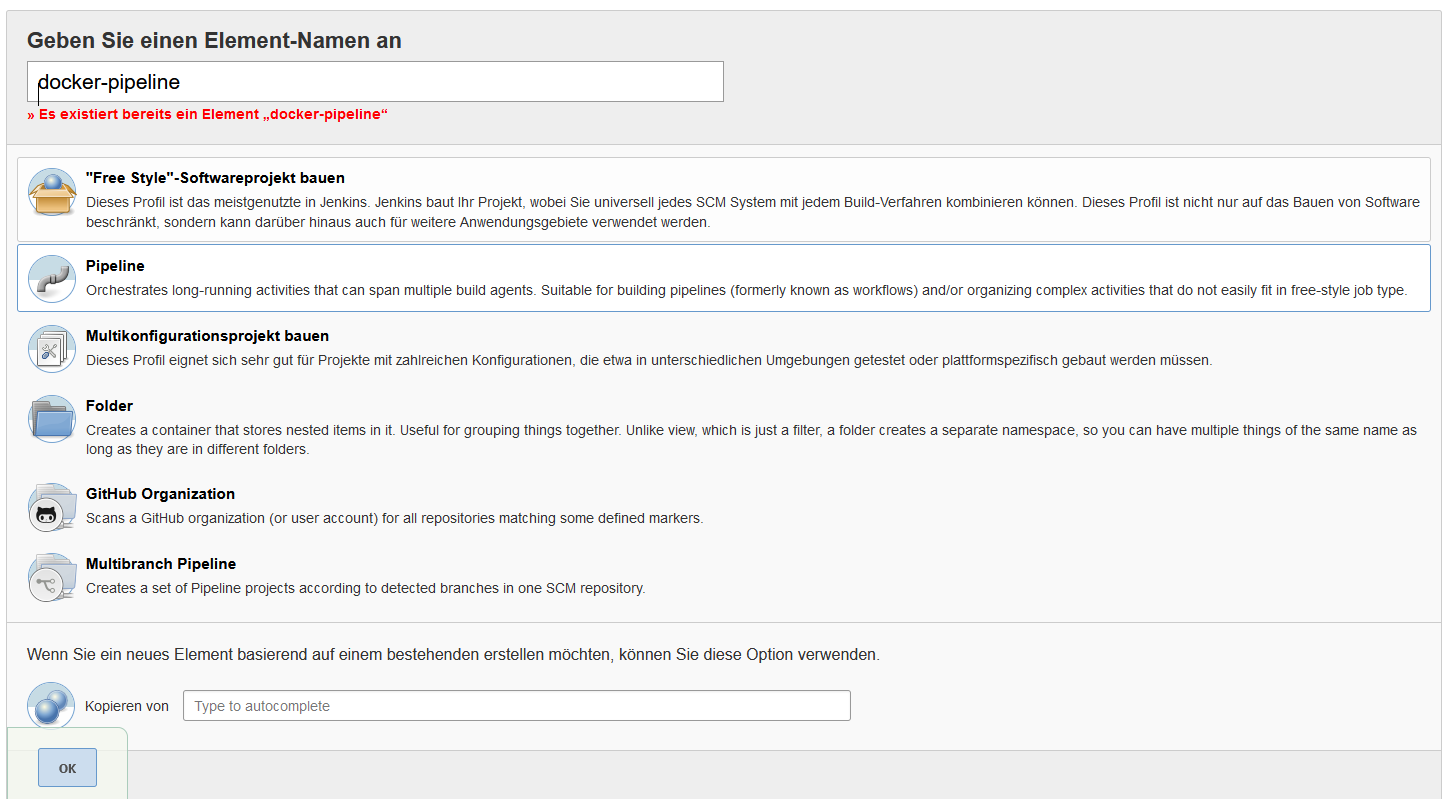 Geben Sie einen Element-Namen an
docker-pipeline
» Es existiert bereits ein Element „docker-pipeline“
"Free Style"-Softwareprojekt bauen
Dieses Profil ist das meistgenutzte in Jenkins. Jenkins baut Ihr Projekt, wobei Sie universell jedes SCM System mit jedem Build-Verfahren kombinieren können. Dieses Profil ist nicht nur auf das Bauen von Software
beschränkt, sondern kann darüber hinaus auch für weitere Anwendungsgebiete verwendet werden.
Pipeline
Orchestrates long-running activities that can span multiple build agents. Suitable for building pipelines (formerly known as workflows) and/or organizing complex activities that do not easily fit in free-style job type.
Multikonfigurationsprojekt bauen
Dieses Profil eignet sich sehr gut für Projekte mit zahlreichen Konfigurationen, die etwa in unterschiedlichen Umgebungen getestet oder plattformspezifisch gebaut werden müssen.
Folder
Creates a container that stores nested items in it. Useful for grouping things together. Unlike view, which is just a filter, a folder creates a separate namespace, so you can have multiple things of the same name as
long as they are in different folders.
GitHub Organization
Scans a GitHub organization (or user account) for all repositories matching some defined markers.
Multibranch Pipeline
Creates a set of Pipeline projects according to detected branches in one SCM repository.
Wenn Sie ein neues Element basierend auf einem bestehenden erstellen möchten, können Sie diese Option verwenden.
Kopieren von Type to autocomplete
OK